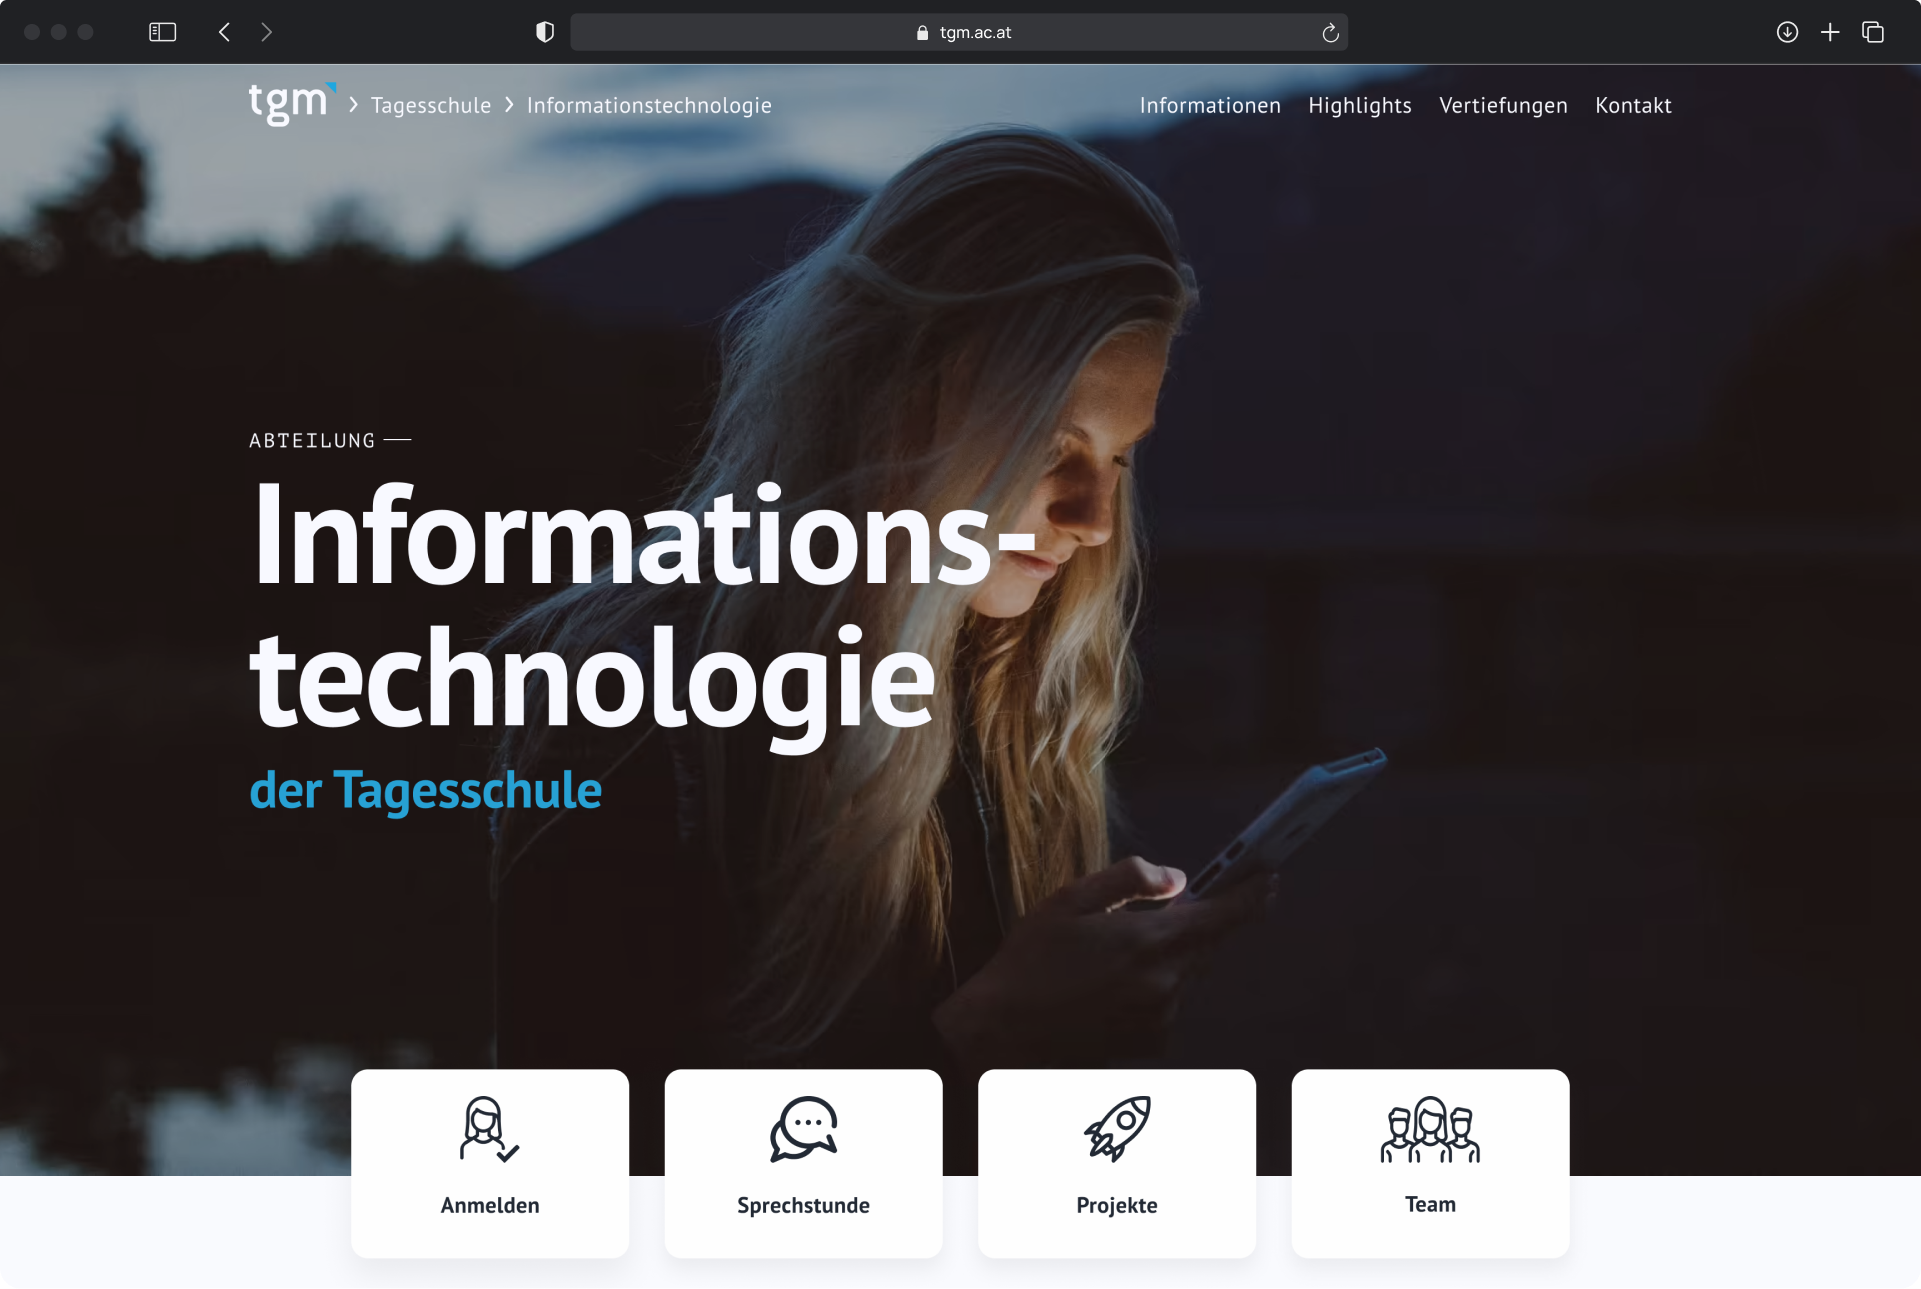 tgm.ac.at
tgm > Tagesschule > Informationstechnologie
Informationen Highlights Vertiefungen Kontakt
ABTEILUNG —
Informations-
technologie
der Tagesschule
Anmelden Sprechstunde Projekte Team